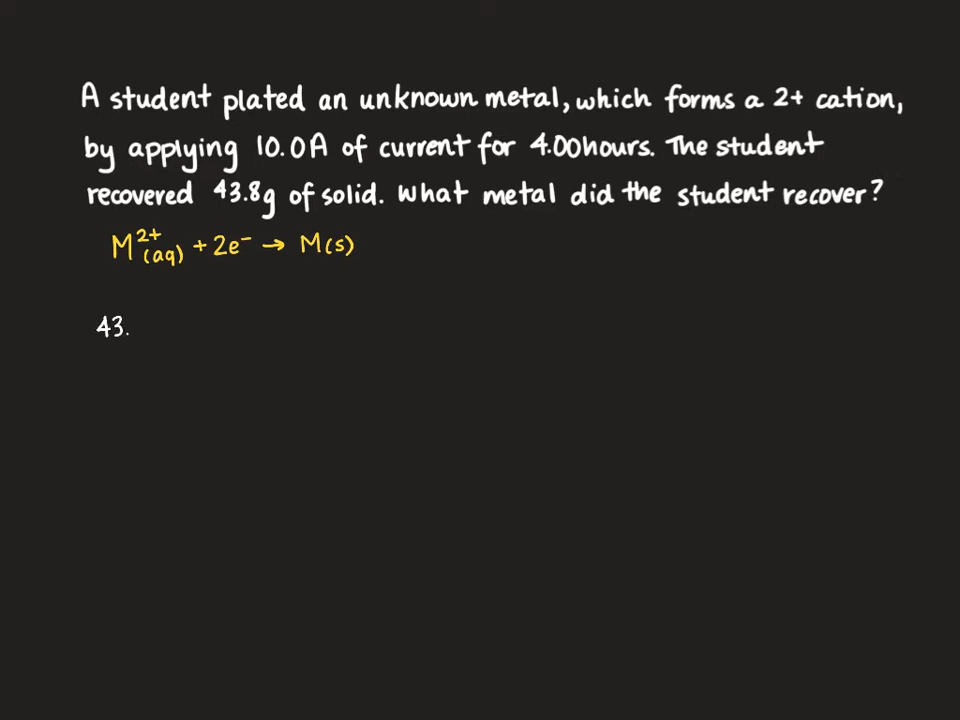 A student plated an unknown metal, which forms a 2+ cation,
by applying 10.0A of current for 4.00hours. The student
recovered 43.8g of solid. What metal did the student recover?
M²⁺(aq) + 2e⁻ → M(s)
43.